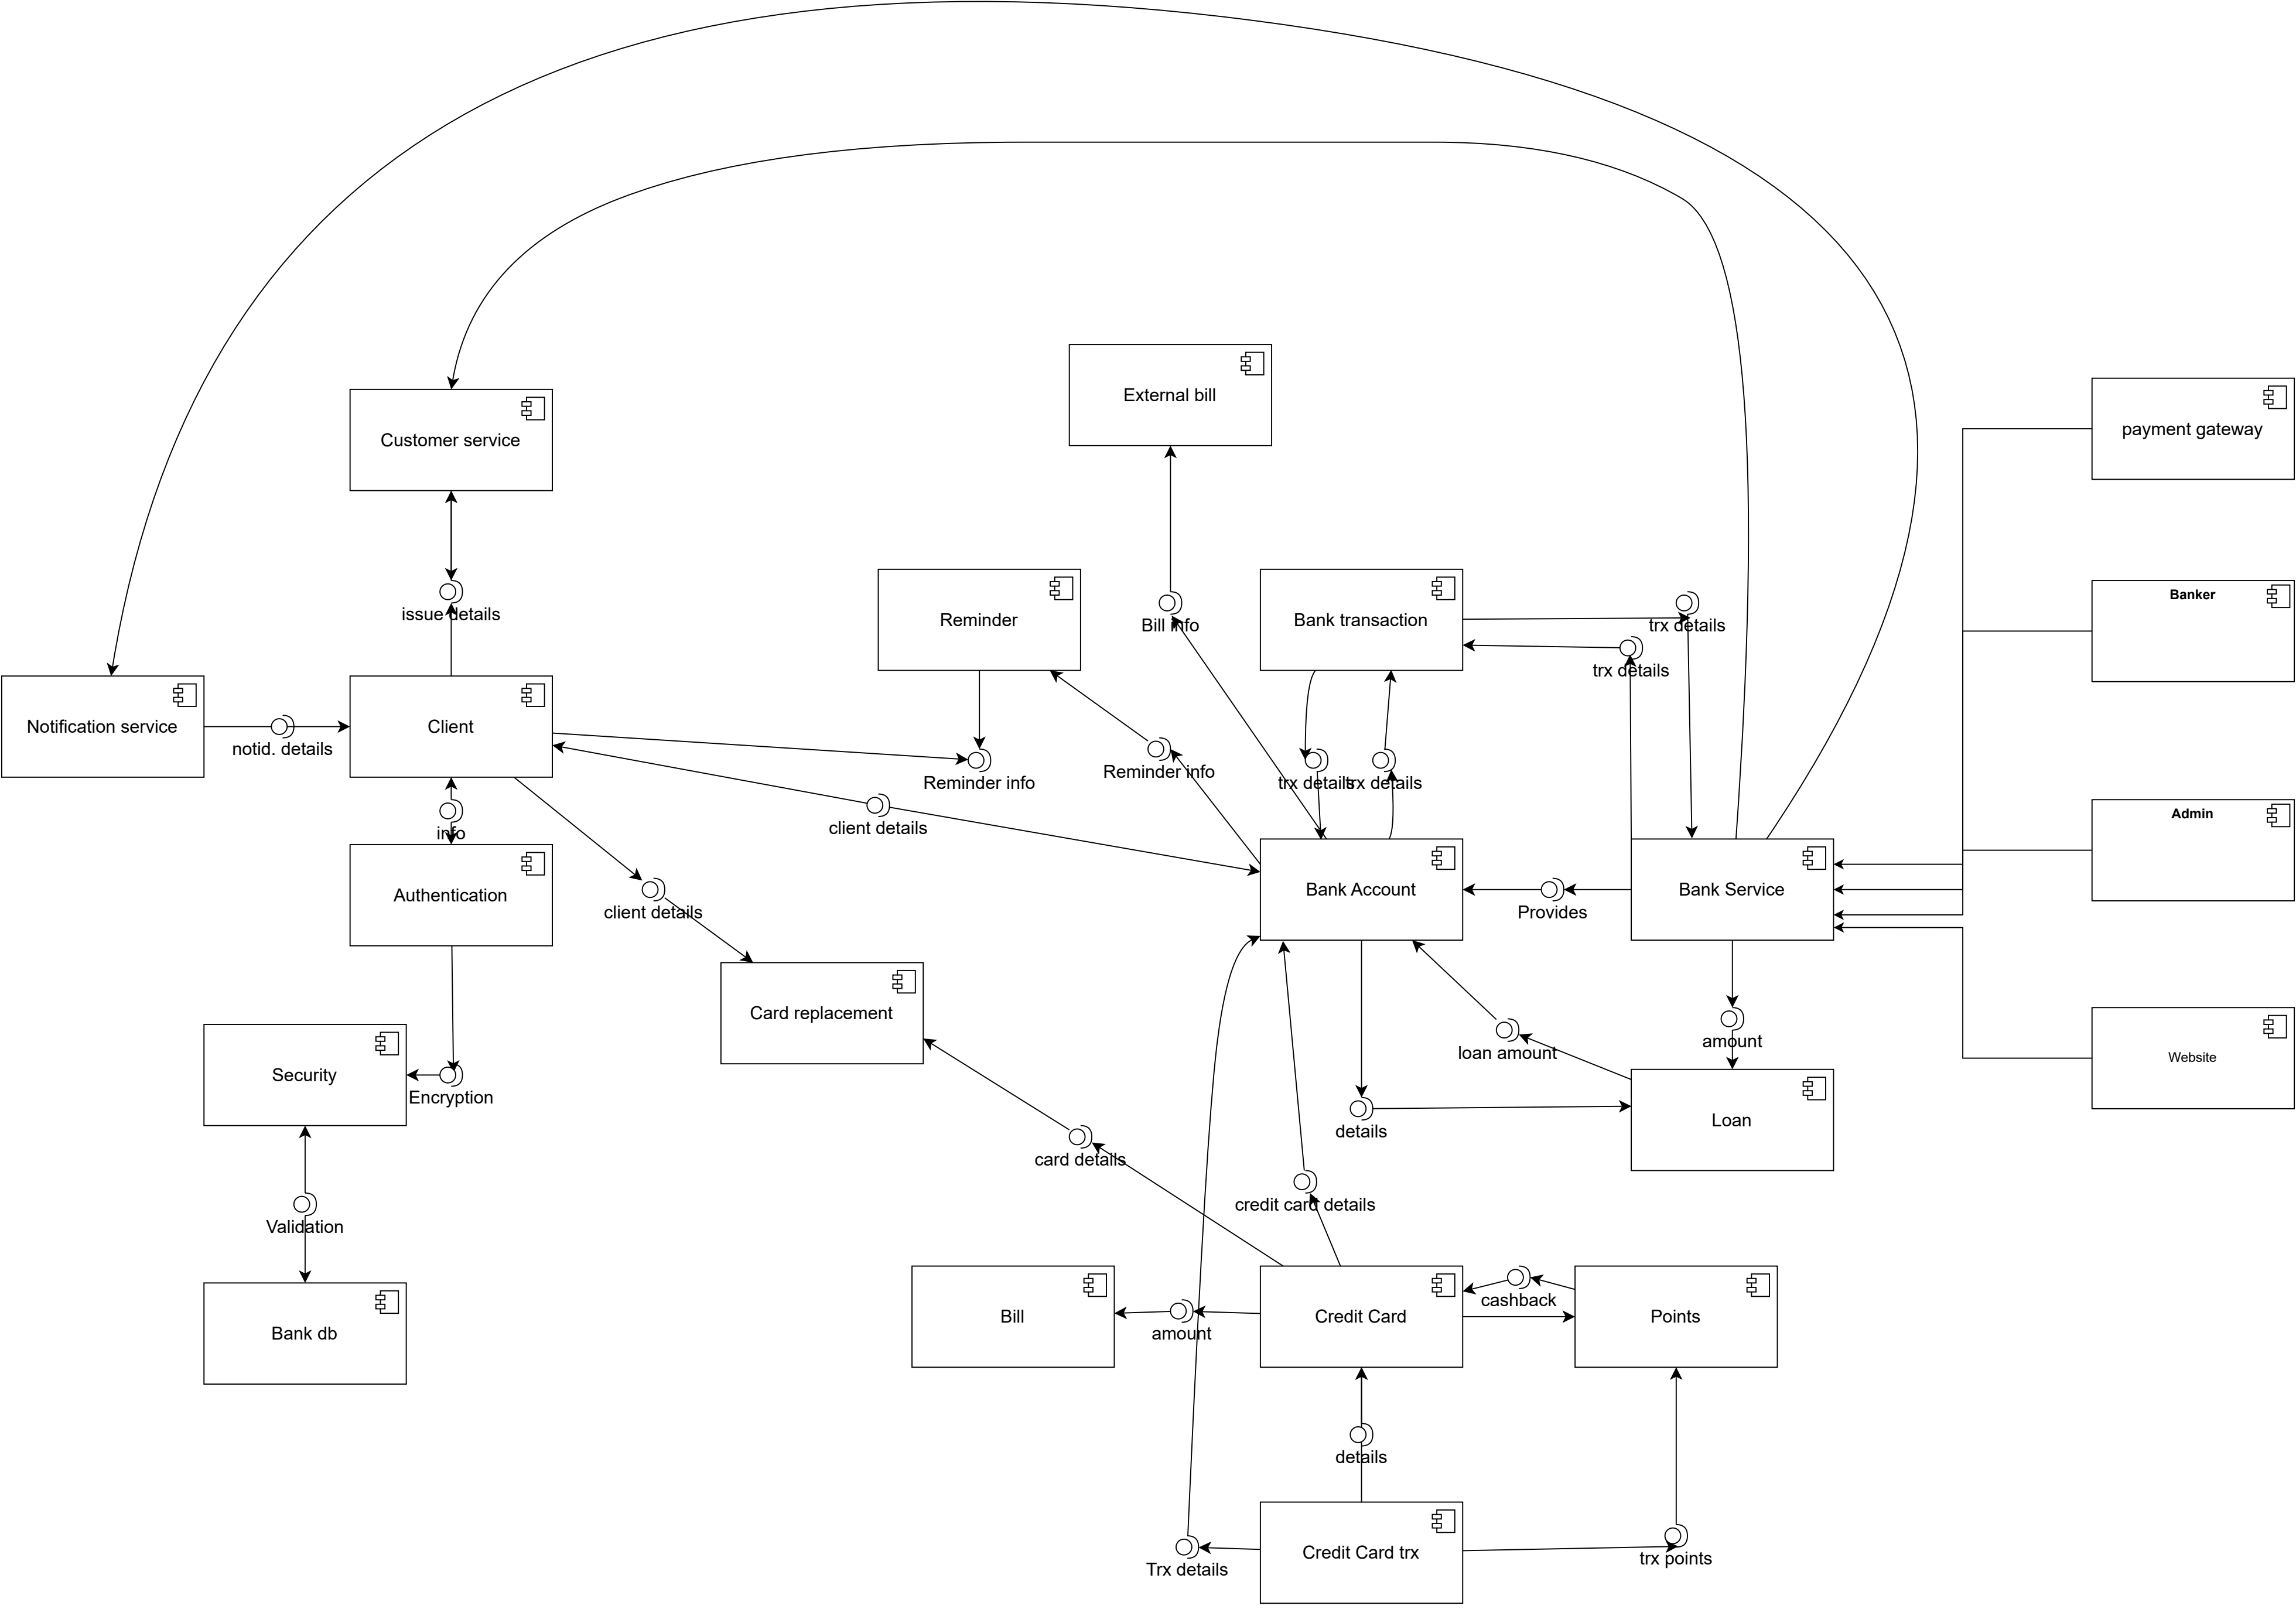 External bill
payment gateway
Customer service
Banker
issue details
Reminder
Bill info
Bank transaction
trx details
trx details
Notification service
notid. details
Client
Reminder info
Reminder info
trx details
trx details
Admin
client details
info
Authentication
client details
Bank Account
Provides
Bank Service
Card replacement
loan amount
amount
Website
Security
Encryption
details
Loan
card details
credit card details
Validation
Bank db
Bill
amount
Credit Card
cashback
Points
details
Trx details
Credit Card trx
trx points